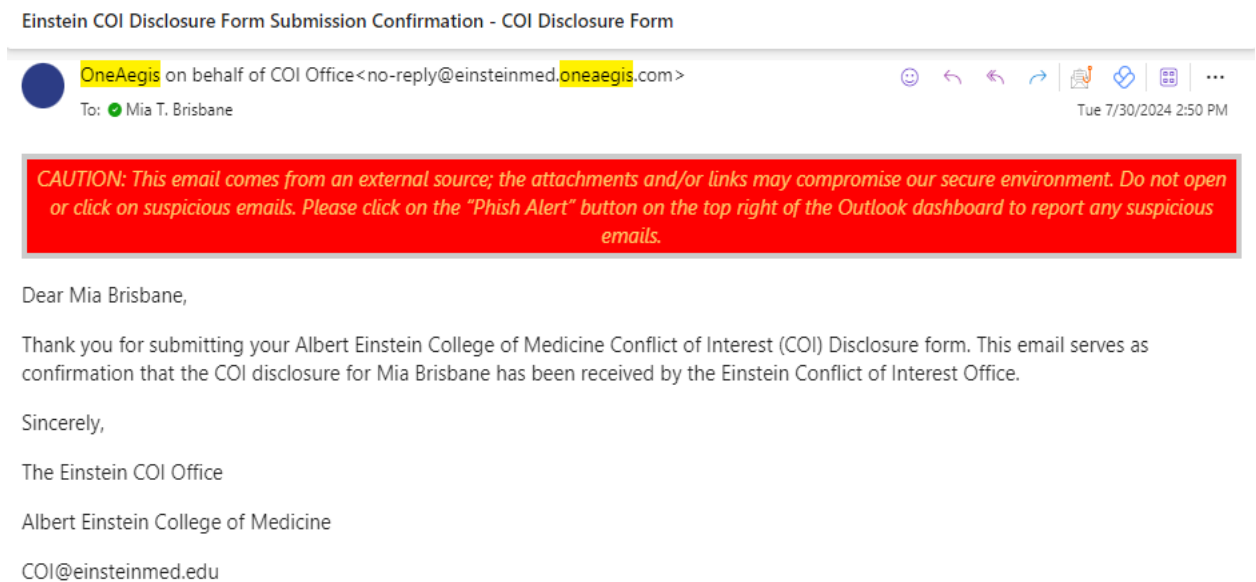 Einstein COI Disclosure Form Submission Confirmation - COI Disclosure Form
OneAegis on behalf of COI Office<no-reply@einsteinmed.oneaegis.com>
To: Mia T. Brisbane
Tue 7/30/2024 2:50 PM
CAUTION: This email comes from an external source; the attachments and/or links may compromise our secure environment. Do not open
or click on suspicious emails. Please click on the “Phish Alert” button on the top right of the Outlook dashboard to report any suspicious
emails.
Dear Mia Brisbane,
Thank you for submitting your Albert Einstein College of Medicine Conflict of Interest (COI) Disclosure form. This email serves as
confirmation that the COI disclosure for Mia Brisbane has been received by the Einstein Conflict of Interest Office.
Sincerely,
The Einstein COI Office
Albert Einstein College of Medicine
COI@einsteinmed.edu